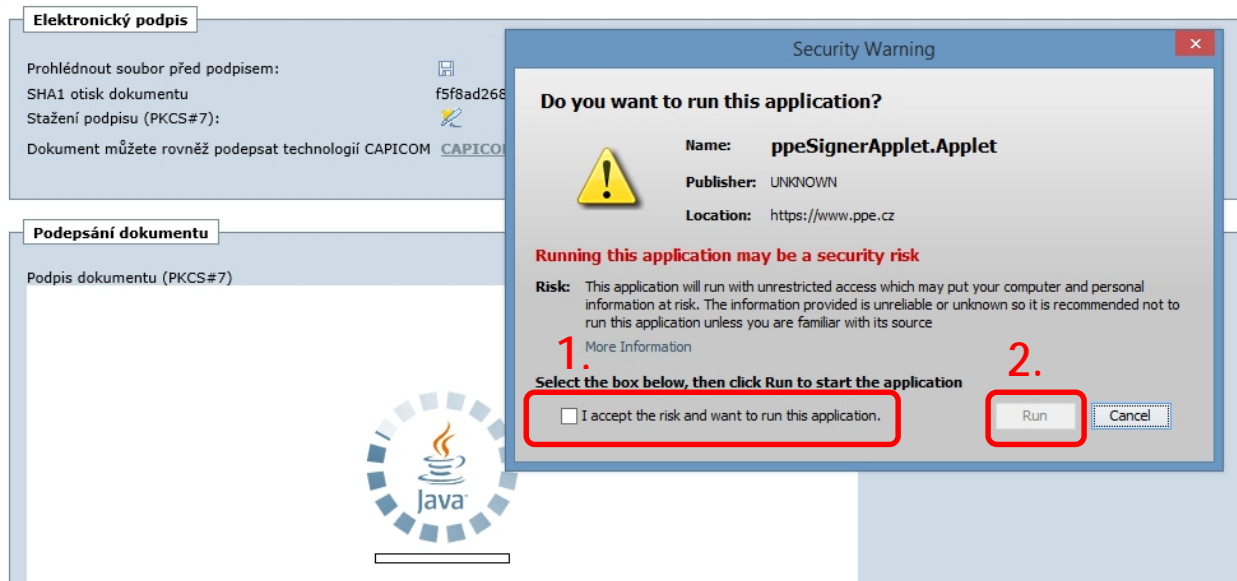 Elektronický podpis
Prohlédnout soubor před podpisem:
SHA1 otisk dokumentu f5f8ad268
Stažení podpisu (PKCS#7):
Dokument můžete rovněž podepsat technologií CAPICOM CAPICOM
Podepsání dokumentu
Podpis dokumentu (PKCS#7)
Java
Security Warning
Do you want to run this application?
Name: ppeSignerApplet.Applet
Publisher: UNKNOWN
Location: https://www.ppe.cz
Running this application may be a security risk
Risk: This application will run with unrestricted access which may put your computer and personal
information at risk. The information provided is unreliable or unknown so it is recommended not to
run this application unless you are familiar with its source
More Information
1.
2.
Select the box below, then click Run to start the application
I accept the risk and want to run this application.
Run Cancel